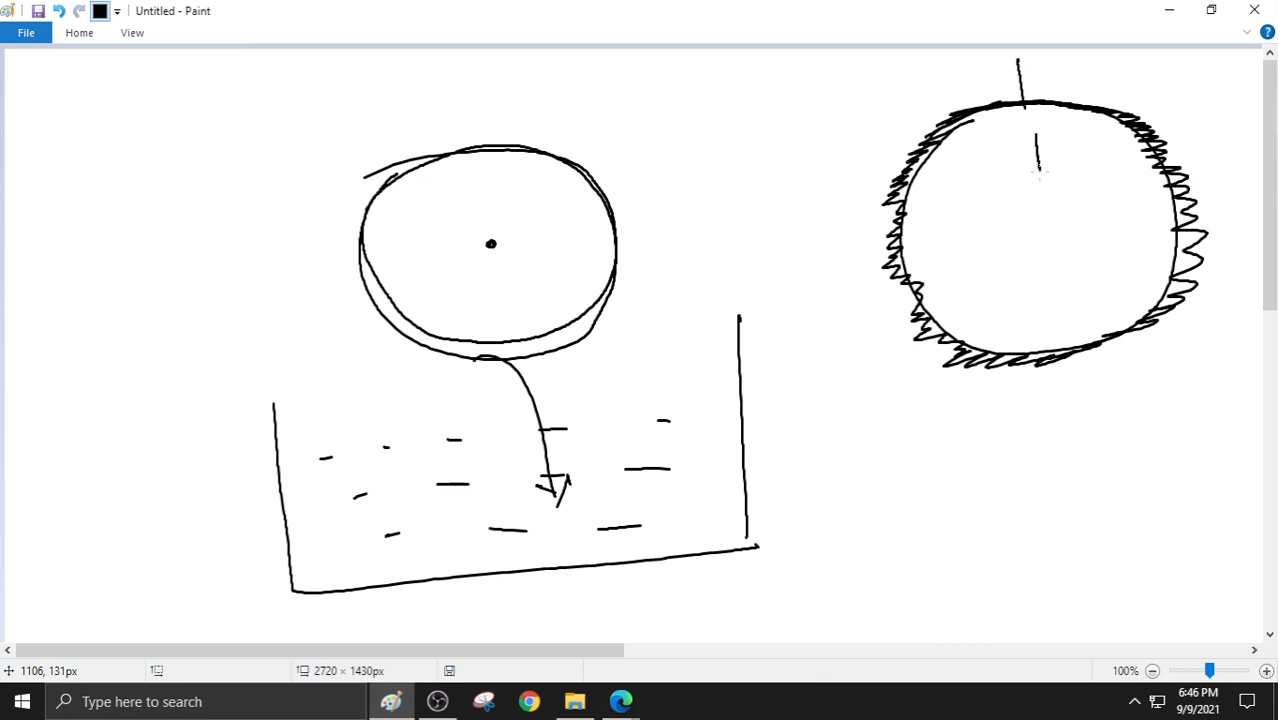 Untitled - Paint
File Home View
1106, 131px 2720 × 1430px 100%
Type here to search
6:46 PM
9/9/2021